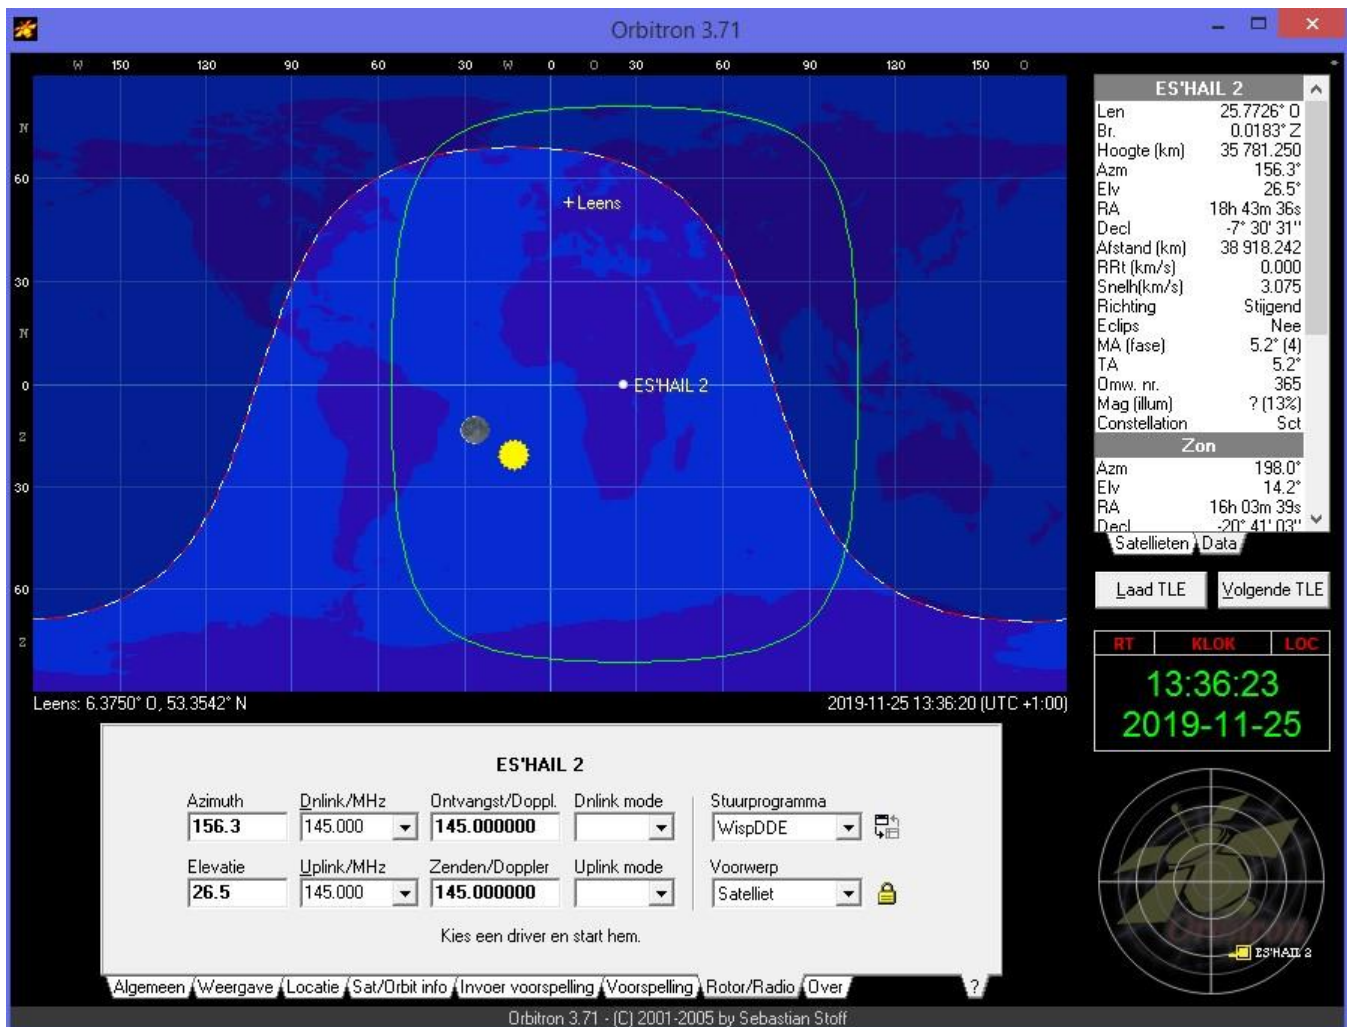 Orbitron 3.71
W 150 120 90 60 30 W 0 O 30 60 90 120 150 O
N
60
30
N
0
Z
30
60
Z
+Leens
ES'HAIL 2
Leens: 6.3750° O, 53.3542° N
2019-11-25 13:36:20 (UTC +1:00)
ES'HAIL 2
Len 25.7726° O
Br. 0.0183° Z
Hoogte (km) 35 781.250
Azm 156.3°
Elv 26.5°
RA 18h 43m 36s
Decl -7° 30' 31''
Afstand (km) 38 918.242
RRt (km/s) 0.000
Snelh(km/s) 3.075
Richting Stijgend
Eclips Nee
MA (fase) 5.2° (4)
TA 5.2°
Omw. nr. 365
Mag (illum) ? (13%)
Constellation Sct
Zon
Azm 198.0°
Elv 14.2°
RA 16h 03m 39s
Decl -20° 41' 03''
Satellieten Data
Laad TLE Volgende TLE
RT KLOK LOC
13:36:23
2019-11-25
Orbitron
ES'HAIL 2
ES'HAIL 2
Azimuth Dnlink/MHz Ontvangst/Doppl. Dnlink mode Stuurprogramma
156.3 145.000 145.000000 WispDDE
Elevatie Uplink/MHz Zenden/Doppler Uplink mode Voorwerp
26.5 145.000 145.000000 Satelliet
Kies een driver en start hem.
Algemeen Weergave Locatie Sat/Orbit info Invoer voorspelling Voorspelling Rotor/Radio Over ?
Orbitron 3.71 - (C) 2001-2005 by Sebastian Stoff